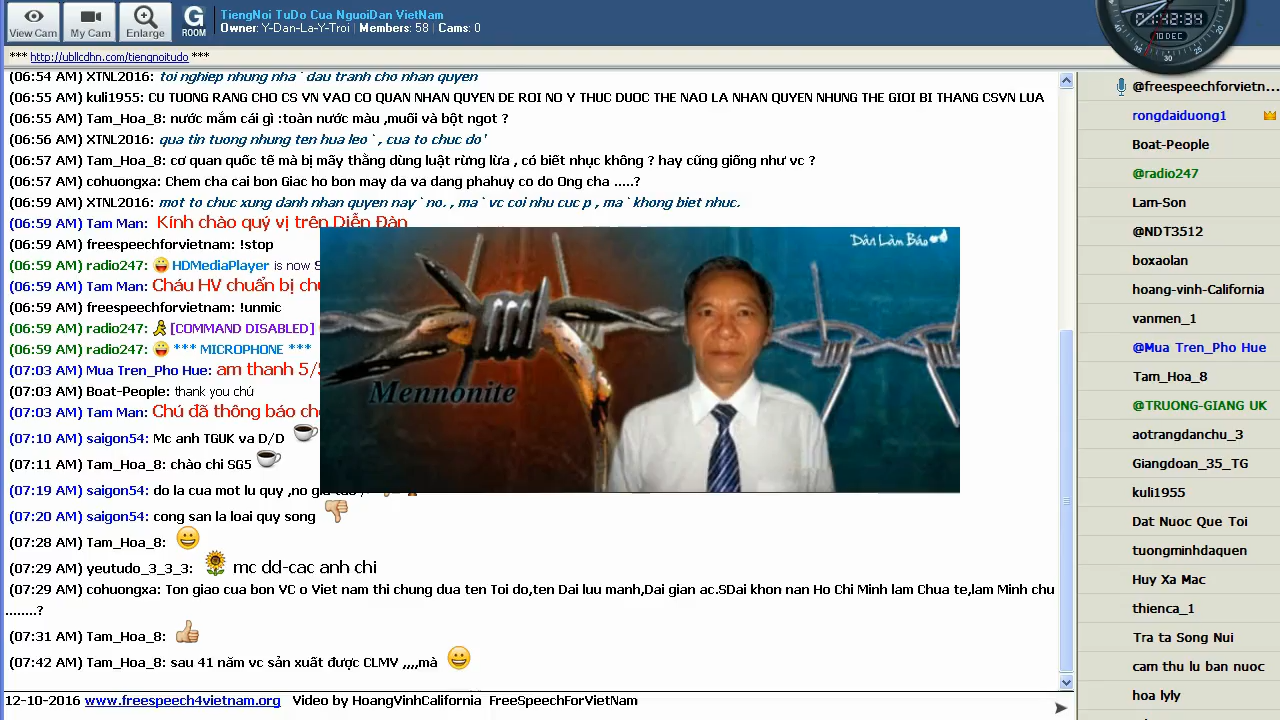 View Cam
My Cam
Enlarge
G ROOM
TiengNoi TuDo Cua NguoiDan VietNam
Owner: Y-Dan-La-Y-Troi | Members: 58 | Cams: 0
10 DEC
*** http://ubllcdhn.com/tiengnoitudo ***
(06:54 AM) XTNL2016: toi nghiep nhung nha` dau tranh cho nhan quyen
(06:55 AM) kuli1955: CU TUONG RANG CHO CS VN VAO CO QUAN NHAN QUYEN DE ROI NO Y THUC DUOC THE NAO LA NHAN QUYEN NHUNG THE GIOI BI THANG CSVN LUA
(06:55 AM) Tam_Hoa_8: nước mắm cái gì :toàn nước màu ,muối và bột ngot ?
(06:56 AM) XTNL2016: qua tin tuong nhung ten hua leo` , cua to chuc do'
(06:57 AM) Tam_Hoa_8: cơ quan quốc tế mà bị mấy thằng dùng luật rừng lừa , có biết nhục không ? hay cũng giống như vc ?
(06:57 AM) cohuongxa: Chem cha cai bon Giac ho bon may da va dang phahuy co do Ong cha .....?
(06:59 AM) XTNL2016: mot to chuc xung danh nhan quyen nay` no. , ma` vc coi nhu cuc p , ma` khong biet nhuc.
(06:59 AM) Tam Man: Kính chào quý vị trên Diễn Đàn
(06:59 AM) freespeechforvietnam: !stop
(06:59 AM) radio247: HDMediaPlayer is now S
(06:59 AM) Tam Man: Cháu HV chuẩn bị
(06:59 AM) freespeechforvietnam: !unmic
(06:59 AM) radio247: [COMMAND DISABLED]
(06:59 AM) radio247: *** MICROPHONE ***
(07:03 AM) Mua Tren_Pho Hue: am thanh 5/5
(07:03 AM) Boat-People: thank you chú
(07:03 AM) Tam Man: Chú đã thông báo
(07:10 AM) saigon54: Mc anh TGUK va D/D
(07:11 AM) Tam_Hoa_8: chào chi SG5
(07:19 AM) saigon54: do la cua mot lu quy ,no
(07:20 AM) saigon54: cong san la loai quy song
(07:28 AM) Tam_Hoa_8:
(07:29 AM) yeutudo_3_3_3: mc dd-cac anh chi
(07:29 AM) cohuongxa: Ton giao cua bon VC o Viet nam thi chung dua ten Toi do,ten Dai luu manh,Dai gian ac.SDai khon nan Ho Chi Minh lam Chua te,lam Minh chu
........?
(07:31 AM) Tam_Hoa_8:
(07:42 AM) Tam_Hoa_8: sau 41 năm vc sản xuất được CLMV ,,,,mà
Dân Làm Báo
Mennonite
@freespeechforvietn...
rongdaiduong1
Boat-People
@radio247
Lam-Son
@NDT3512
boxaolan
hoang-vinh-California
vanmen_1
@Mua Tren_Pho Hue
Tam_Hoa_8
@TRUONG-GIANG UK
aotrangdanchu_3
Giangdoan_35_TG
kuli1955
Dat Nuoc Que Toi
tuongminhdaquen
Huy Xa Mac
thienca_1
Tra ta Song Nui
cam thu lu ban nuoc
hoa lyly
12-10-2016 www.freespeech4vietnam.org Video by HoangVinhCalifornia FreeSpeechForVietNam